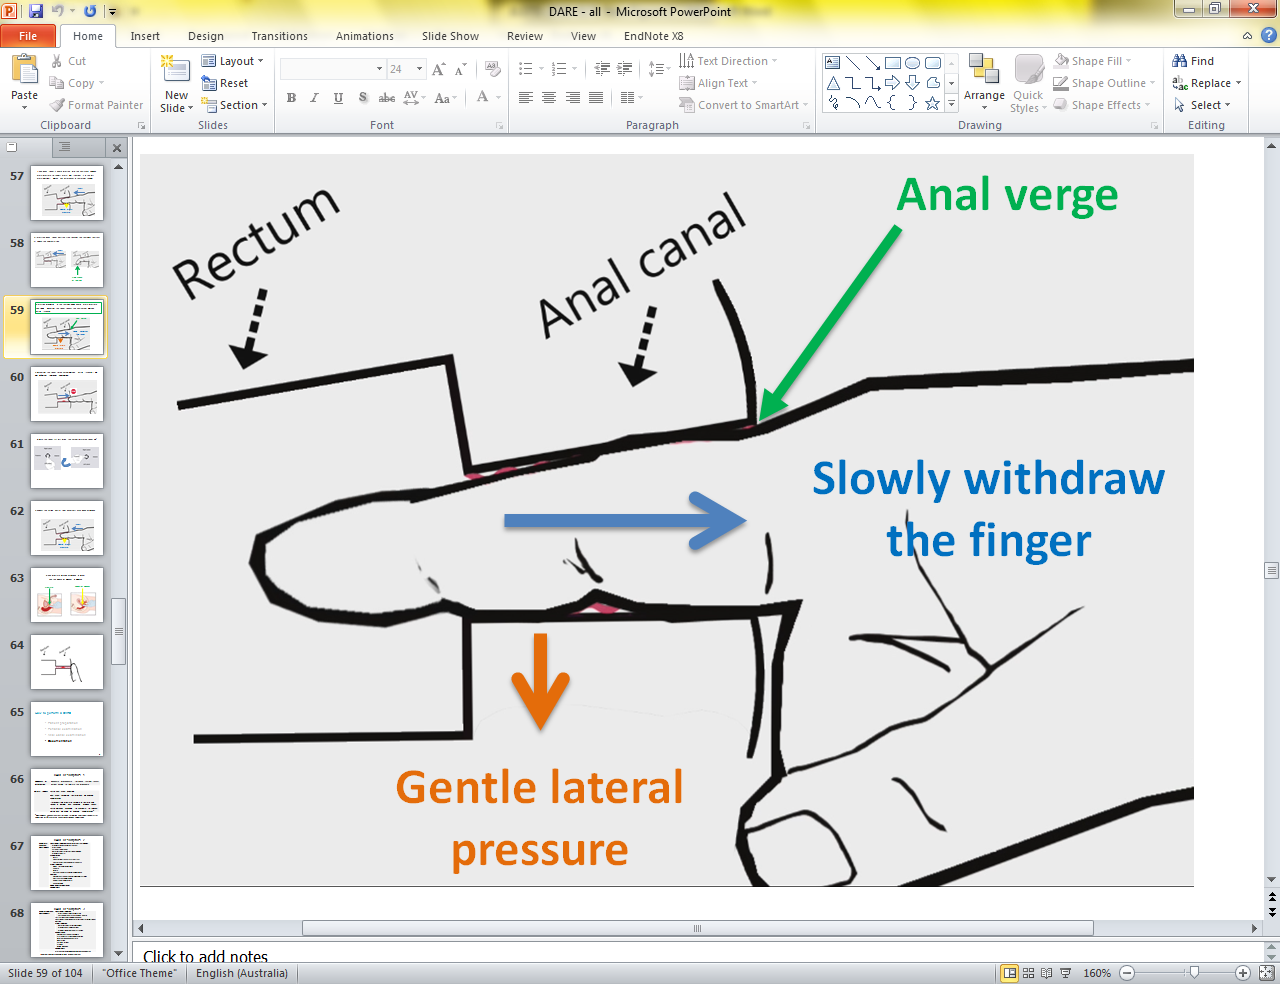 DARE - all - Microsoft PowerPoint
File Home Insert Design Transitions Animations Slide Show Review View EndNote X8
Paste
Cut
Copy
Format Painter
Clipboard
New
Slide
Layout
Reset
Section
Slides
24
B I U S abc AV Aa A
Font
Text Direction
Align Text
Convert to SmartArt
Paragraph
Arrange
Quick
Styles
Shape Fill
Shape Outline
Shape Effects
Drawing
Find
Replace
Select
Editing
57
58
59
60
61
62
63
64
65
66
67
68
Rectum
Anal canal
Anal verge
Slowly withdraw
the finger
Gentle lateral
pressure
Click to add notes
Slide 59 of 104 "Office Theme" English (Australia) 160%